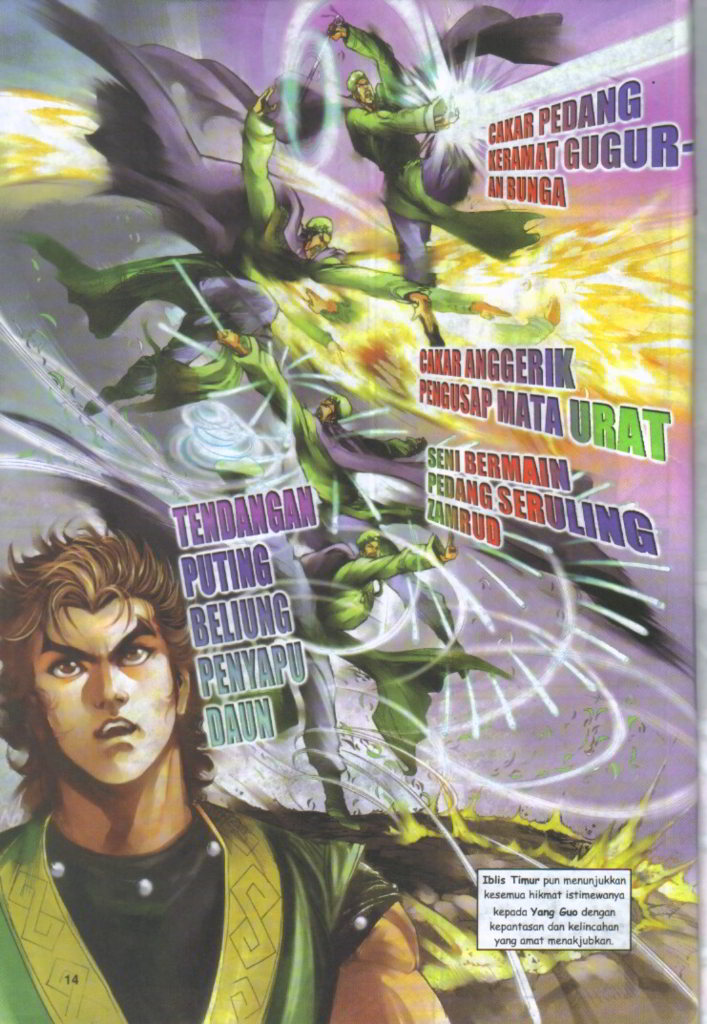 CAKAR PEDANG
KERAMAT GUGUR-
AN BUNGA
CAKAR ANGGERIK
PENGUSAP MATA URAT
SENI BERMAIN
PEDANG SERULING
ZAMRUD
TENDANGAN
PUTING
BELIUNG
PENYAPU
DAUN
Iblis Timur pun menunjukkan
kesemua hikmat istimewanya
kepada Yang Guo dengan
kepantasan dan kelincahan
yang amat menakjubkan.
14